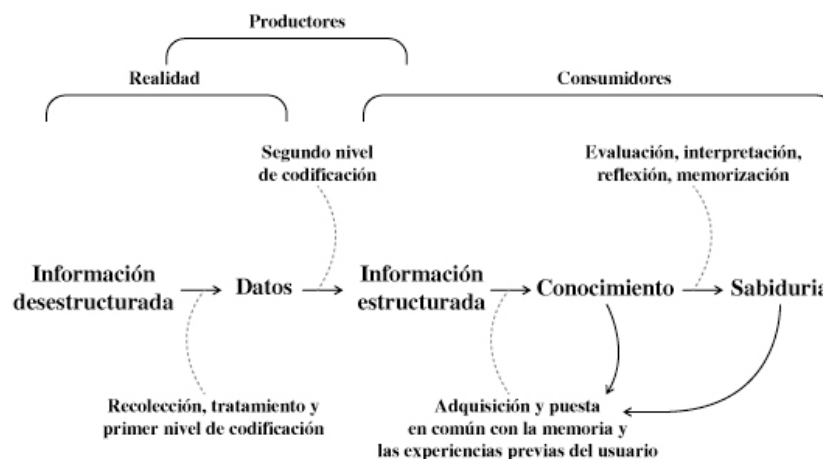 Productores
Realidad
Consumidores
Segundo nivel
de codificación
Evaluación, interpretación,
reflexión, memorización
Información
desestructurada
Datos
Información
estructurada
Conocimiento
Sabiduria
Recolección, tratamiento y
primer nivel de codificación
Adquisición y puesta
en común con la memoria y
las experiencias previas del usuario